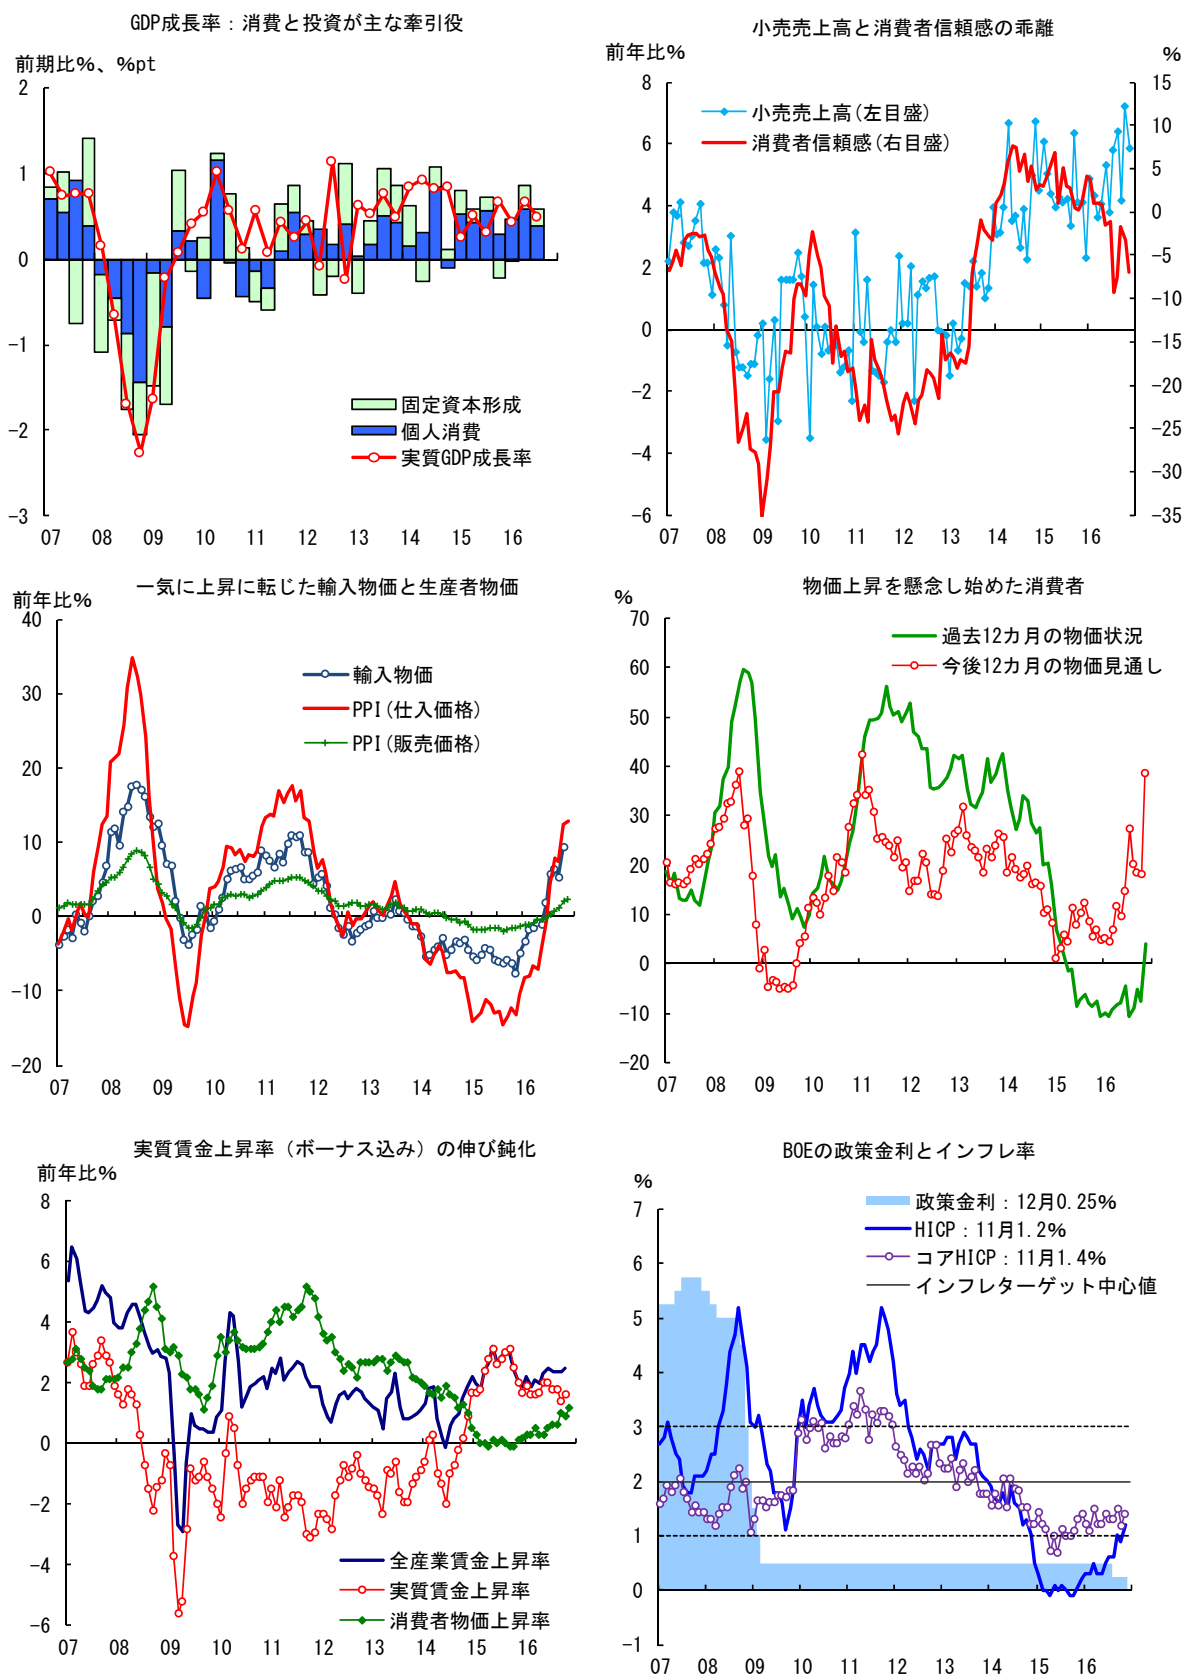 GDP成長率：消費と投資が主な牽引役
前期比%、%pt
2
1
0
-1
-2
-3
固定資本形成
個人消費
実質GDP成長率
07 08 09 10 11 12 13 14 15 16
小売売上高と消費者信頼感の乖離
前年比% %
8
6
4
2
0
-2
-4
-6
15
10
5
0
-5
-10
-15
-20
-25
-30
-35
小売売上高(左目盛)
消費者信頼感(右目盛)
07 08 09 10 11 12 13 14 15 16
一気に上昇に転じた輸入物価と生産者物価
前年比%
40
30
20
10
0
-10
-20
輸入物価
PPI(仕入価格)
PPI(販売価格)
07 08 09 10 11 12 13 14 15 16
物価上昇を懸念し始めた消費者
%
70
60
50
40
30
20
10
0
-10
-20
過去12カ月の物価状況
今後12カ月の物価見通し
07 08 09 10 11 12 13 14 15 16
実質賃金上昇率（ボーナス込み）の伸び鈍化
前年比%
8
6
4
2
0
-2
-4
-6
全産業賃金上昇率
実質賃金上昇率
消費者物価上昇率
07 08 09 10 11 12 13 14 15 16
BOEの政策金利とインフレ率
%
7
6
5
4
3
2
1
0
-1
政策金利：12月0.25%
HICP：11月1.2%
コアHICP：11月1.4%
インフレターゲット中心値
07 08 09 10 11 12 13 14 15 16